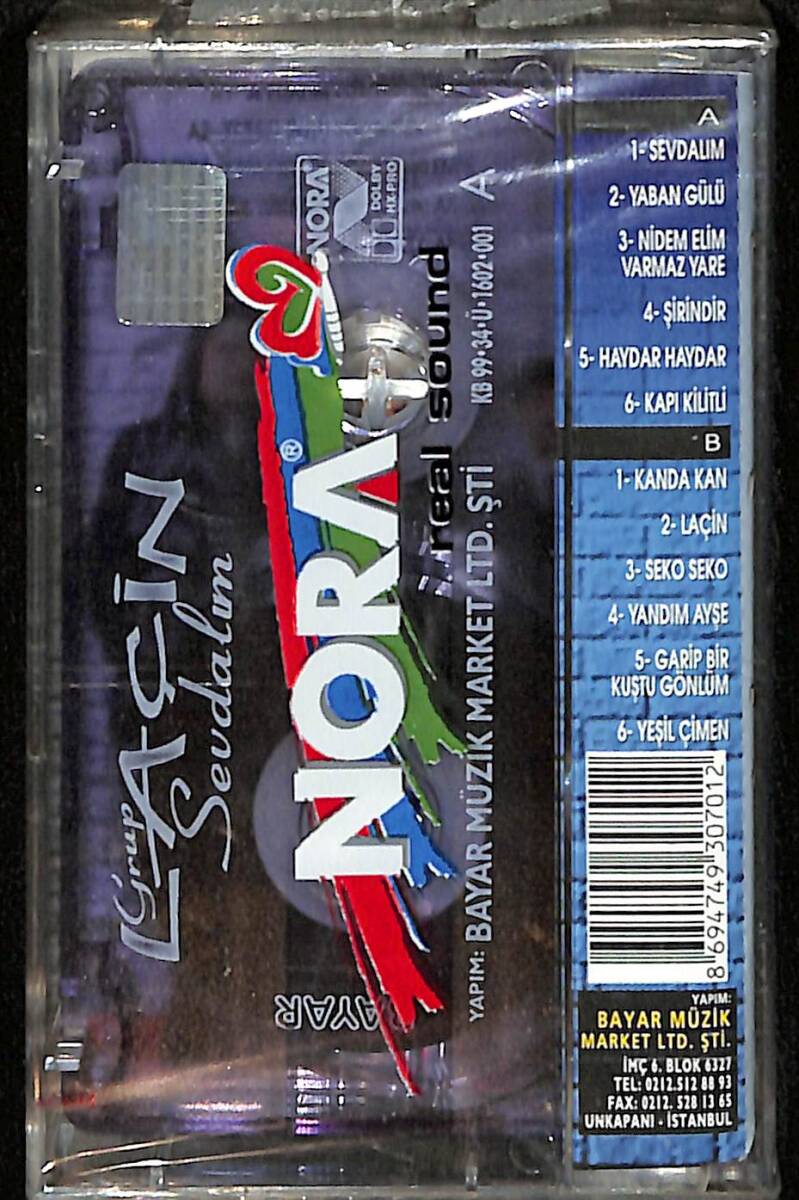 A
1- SEVDALIM
2- YABAN GÜLÜ
3- NİDEM ELİM
VARMAZ YARE
4- ŞİRİNDİR
5- HAYDAR HAYDAR
6- KAPI KİLİTLİ
B
1- KANDA KAN
2- LAÇİN
3- SEKO SEKO
4- YANDIM AYŞE
5- GARİP BİR
KUŞTU GÖNLÜM
6- YEŞİL ÇİMEN
8 694749 307012
YAPIM:
BAYAR MÜZİK
MARKET LTD. ŞTİ.
İMÇ 6. BLOK 6327
TEL: 0212.512 88 93
FAX: 0212. 528 13 65
UNKAPANI - İSTANBUL
Grup
LAÇİN
Sevdalım
NORA®
real sound
NORA®
DOLBY
HX-PRO
A
YAPIM: BAYAR MÜZİK MARKET LTD. ŞTİ
KB 99·34·Ü·1602·001
BAYAR